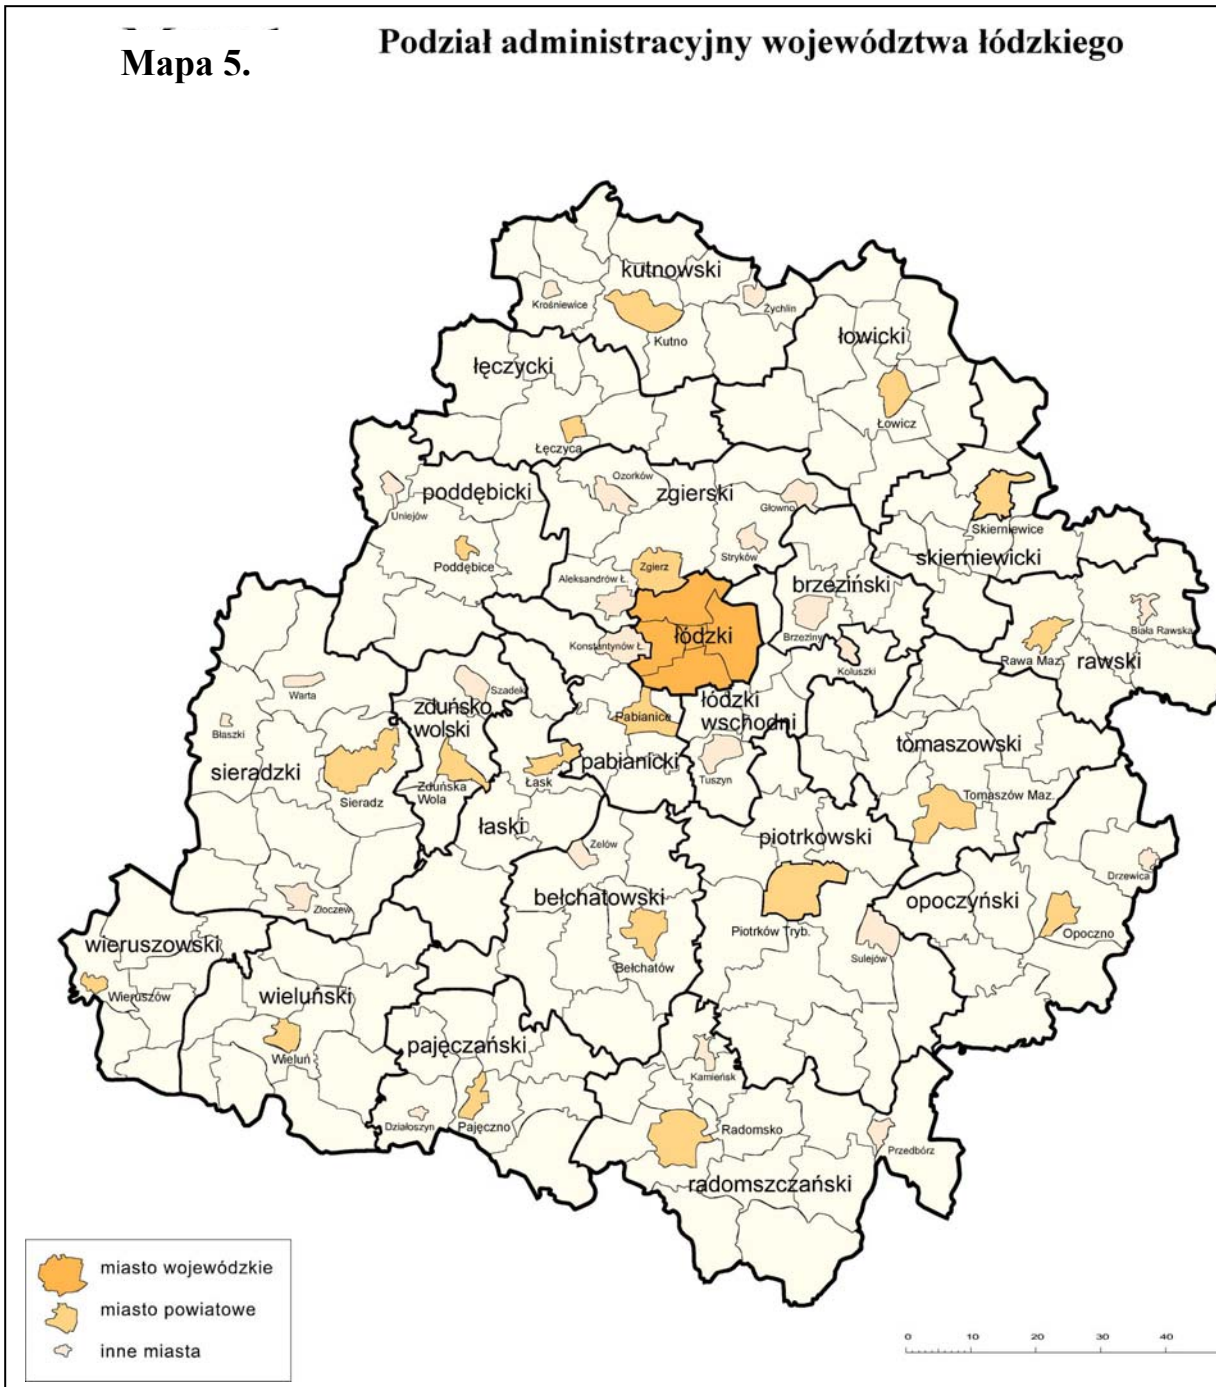 Podział administracyjny województwa łódzkiego
Mapa 5.
kutnowski
Krośniewice
Żychlin
Kutno
łowicki
łęczycki
Łowicz
Łęczyca
Ozorków
poddębicki
zgierski
Głowno
Uniejów
Skierniewice
Stryków
skierniewicki
Poddębice
Zgierz
Aleksandrów Ł.
brzeziński
Biała Rawska
łódzki
Brzeziny
Konstantynów Ł.
Rawa Maz.
rawski
Koluszki
Szadek
Warta
łódzki
wschodni
zduńsko
wolski
Pabianice
Błaszki
tomaszowski
pabianicki
sieradzki
Tuszyn
Zduńska
Wola
Łask
Sieradz
Tomaszów Maz.
łaski
piotrkowski
Zelów
Drzewica
bełchatowski
opoczyński
Złoczew
Piotrków Tryb.
Opoczno
wieruszowski
Sulejów
Bełchatów
Wieruszów
wieluński
pajęczański
Wieluń
Kamieńsk
Działoszyn
Pajęczno
Radomsko
Przedbórz
radomszczański
miasto wojewódzkie
miasto powiatowe
inne miasta
0 10 20 30 40